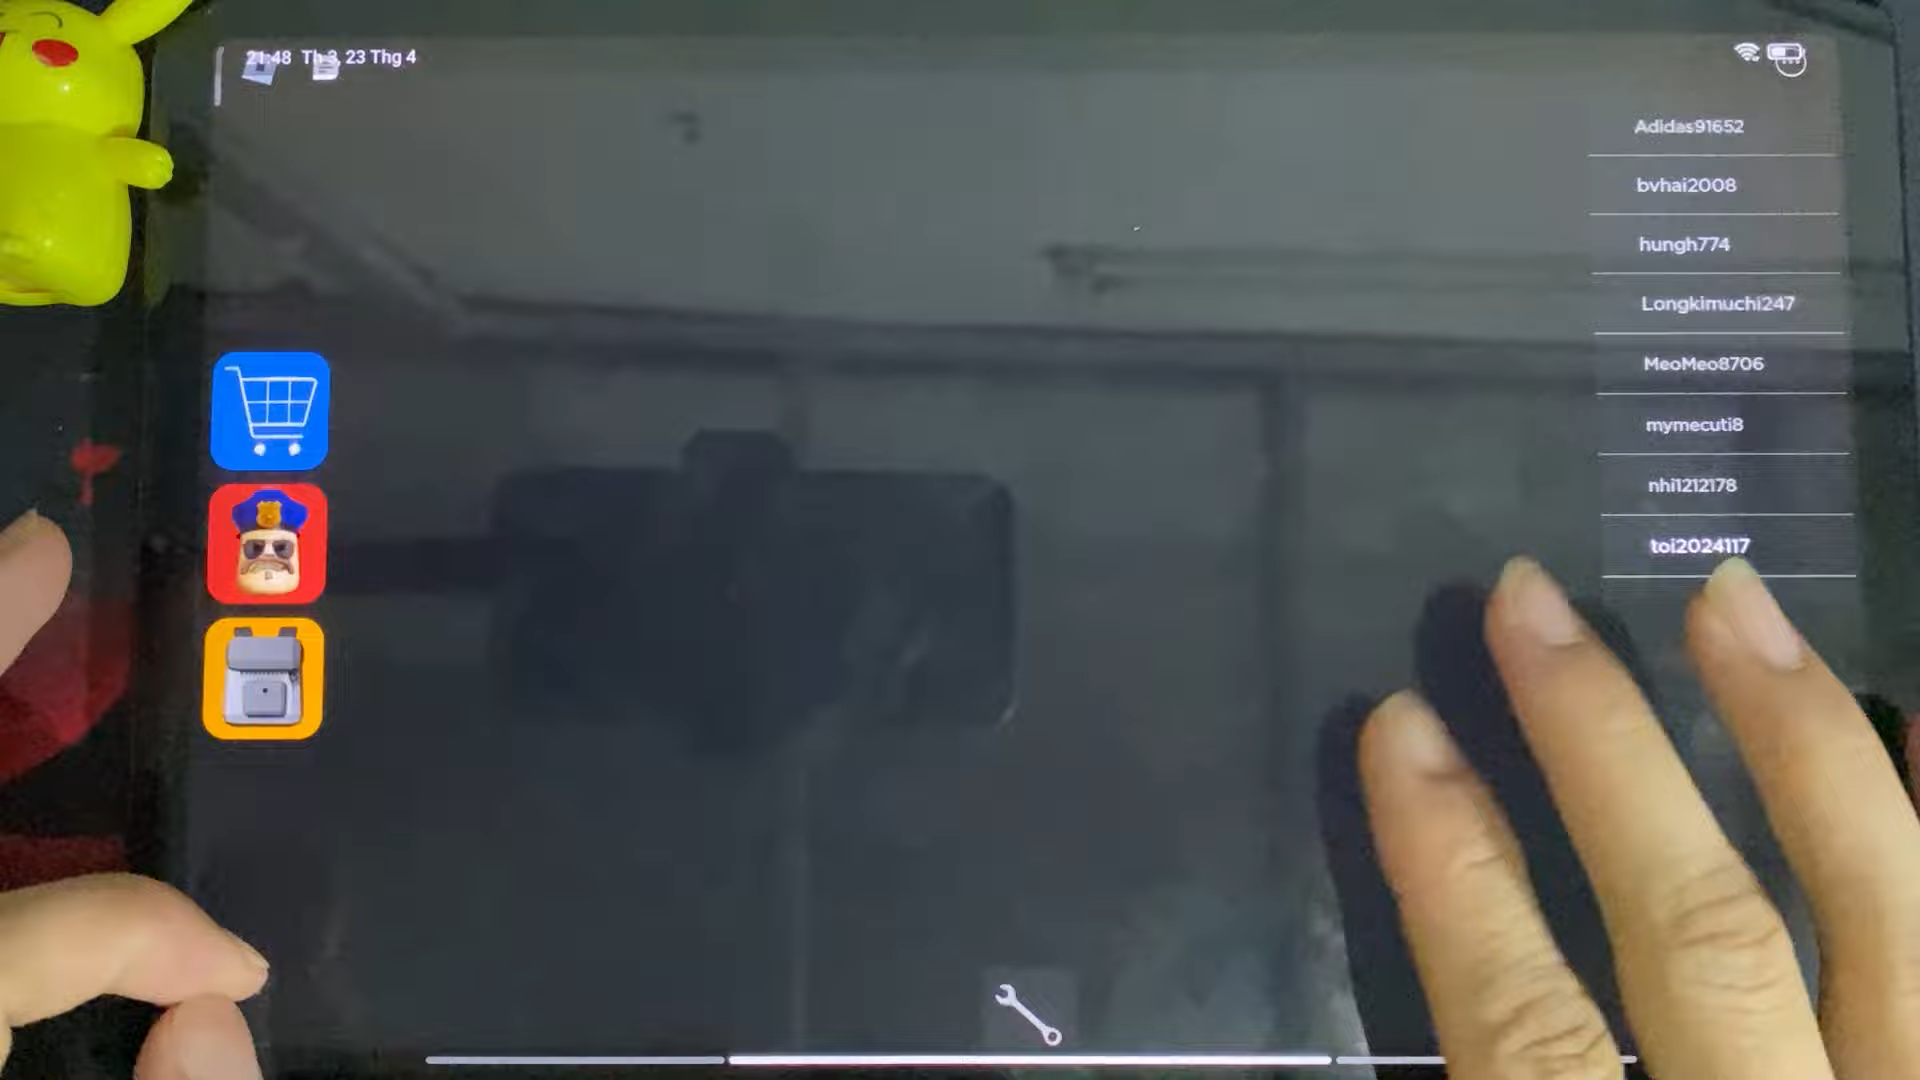 21:48 Th 3, 23 Thg 4
Adidas91652
bvhai2008
hungh774
Longkimuchi247
MeoMeo8706
mymecuti8
nhi1212178
toi2024117